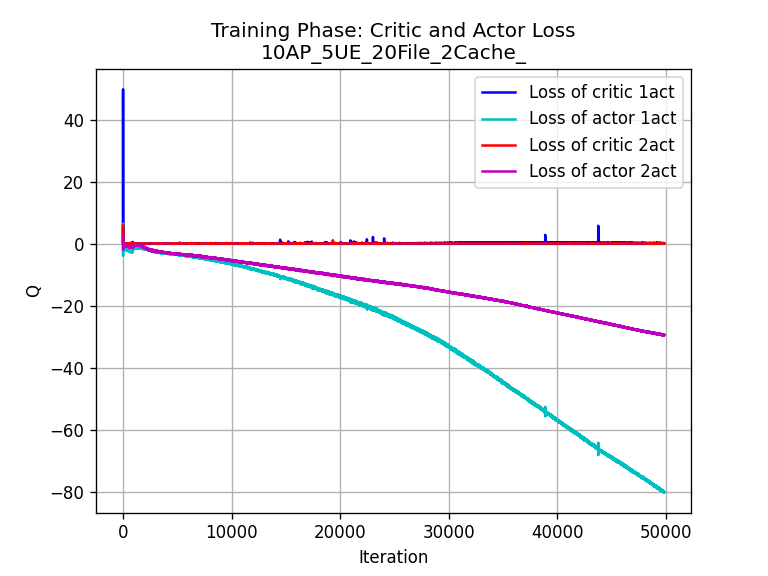 Training Phase: Critic and Actor Loss
10AP_5UE_20File_2Cache_
Loss of critic 1act
Loss of actor 1act
Loss of critic 2act
Loss of actor 2act
40
20
0
−20
−40
−60
−80
Q
0 10000 20000 30000 40000 50000
Iteration